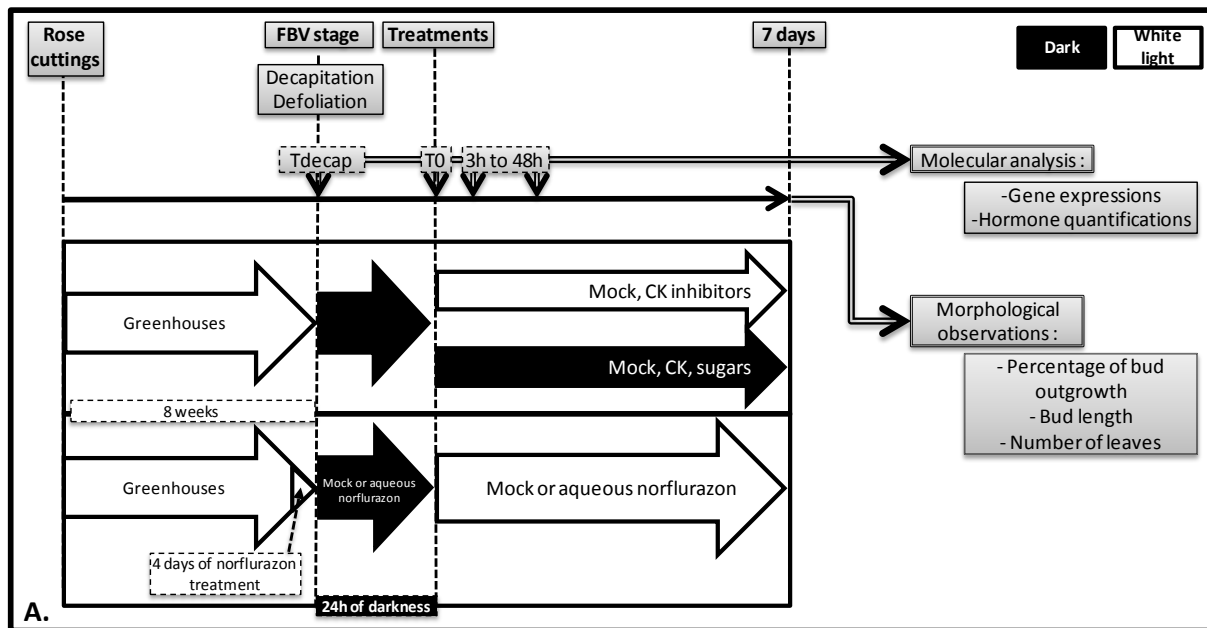 Rose
cuttings
FBV stage
Treatments
7 days
Dark
White
light
Decapitation
Defoliation
Tdecap
T0
3h to 48h
Molecular analysis :
-Gene expressions
-Hormone quantifications
Greenhouses
Mock, CK inhibitors
Mock, CK, sugars
Morphological
observations :
- Percentage of bud
outgrowth
- Bud length
- Number of leaves
8 weeks
Greenhouses
Mock or aqueous
norflurazon
Mock or aqueous norflurazon
4 days of norflurazon
treatment
24h of darkness
A.